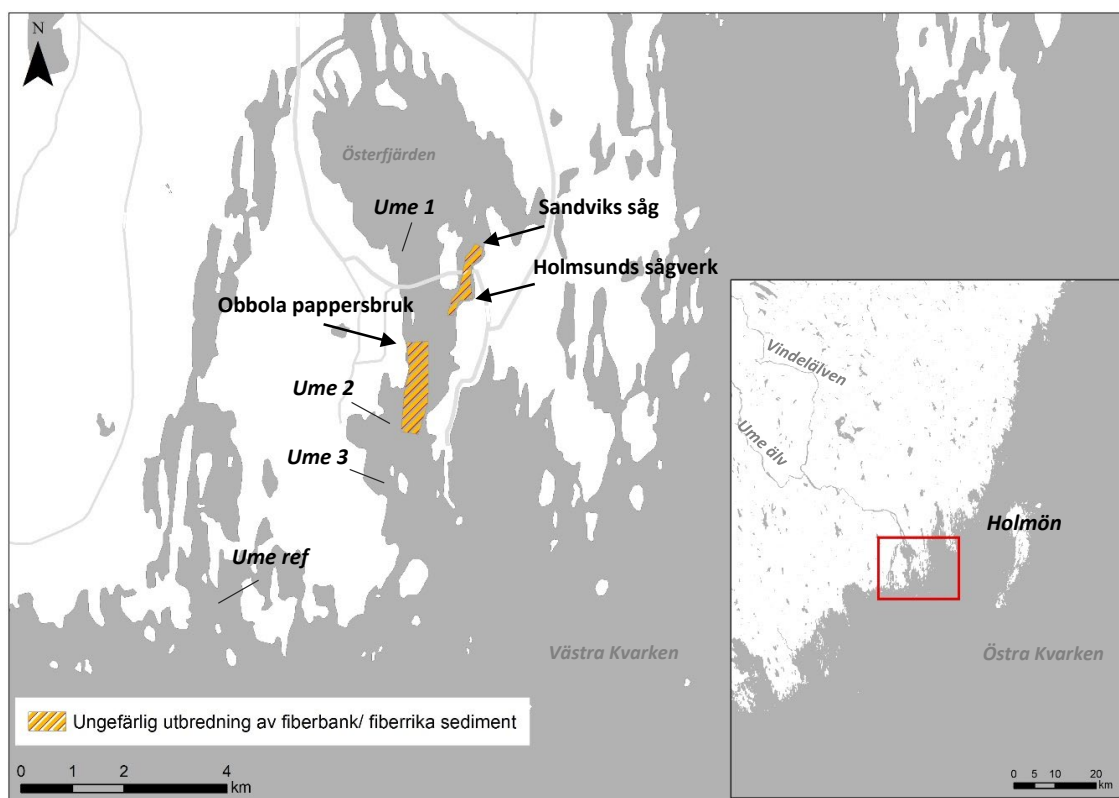 N
Österfjärden
Ume 1
Sandviks såg
Holmsunds sågverk
Obbola pappersbruk
Ume 2
Ume 3
Ume ref
Västra Kvarken
Ungefärlig utbredning av fiberbank/ fiberrika sediment
0 1 2 4
km
Vindelälven
Ume älv
Holmön
Östra Kvarken
0 5 10 20
km